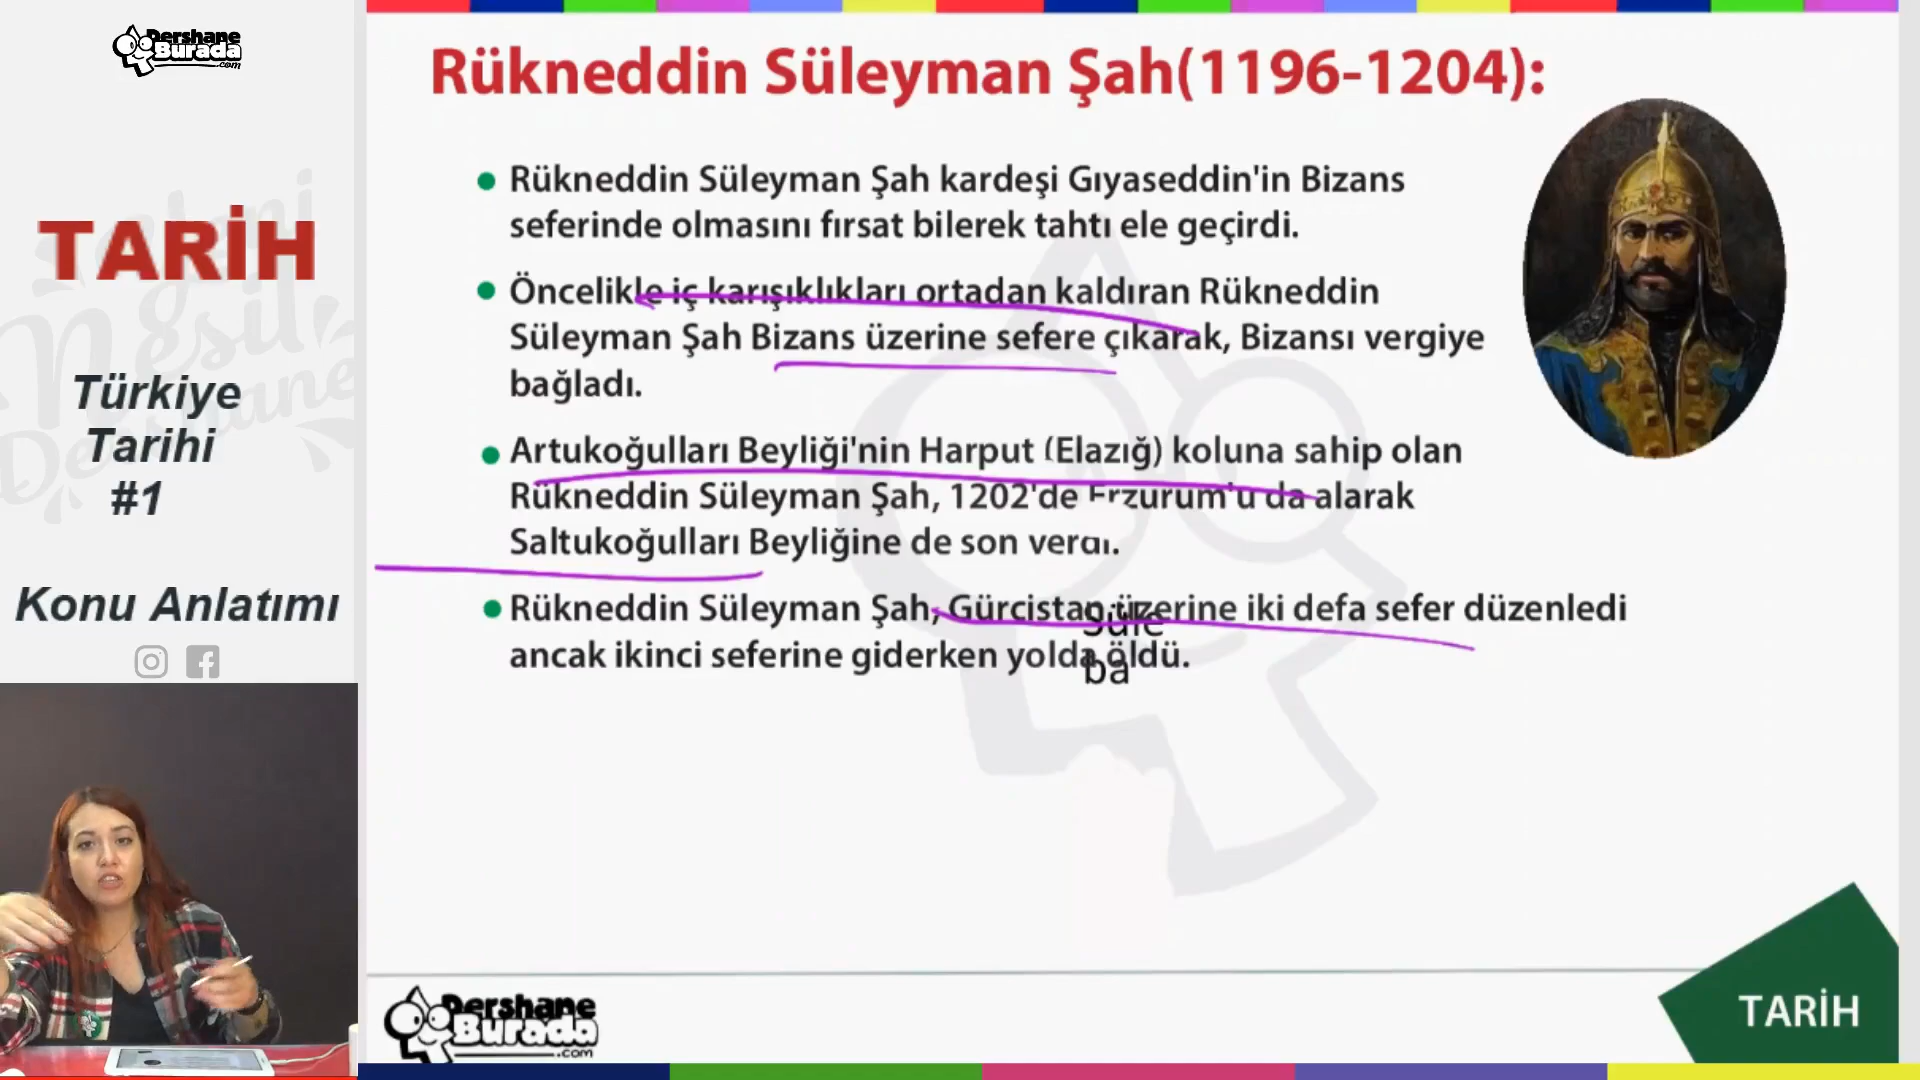 Dershane
Burada
.com
TARİH
Türkiye
Tarihi
#1
Konu Anlatımı
Rükneddin Süleyman Şah(1196-1204):
Rükneddin Süleyman Şah kardeşi Gıyaseddin'in Bizans
seferinde olmasını fırsat bilerek tahtı ele geçirdi.
Öncelikle iç karışıklıkları ortadan kaldıran Rükneddin
Süleyman Şah Bizans üzerine sefere çıkarak, Bizansı vergiye
bağladı.
Artukoğulları Beyliği'nin Harput (Elazığ) koluna sahip olan
Rükneddin Süleyman Şah, 1202'de Erzurum'u da alarak
Saltukoğulları Beyliğine de son verdi.
Rükneddin Süleyman Şah, Gürcistan üzerine iki defa sefer düzenledi
ancak ikinci seferine giderken yolda öldü.
Dershane
Burada
.com
TARİH